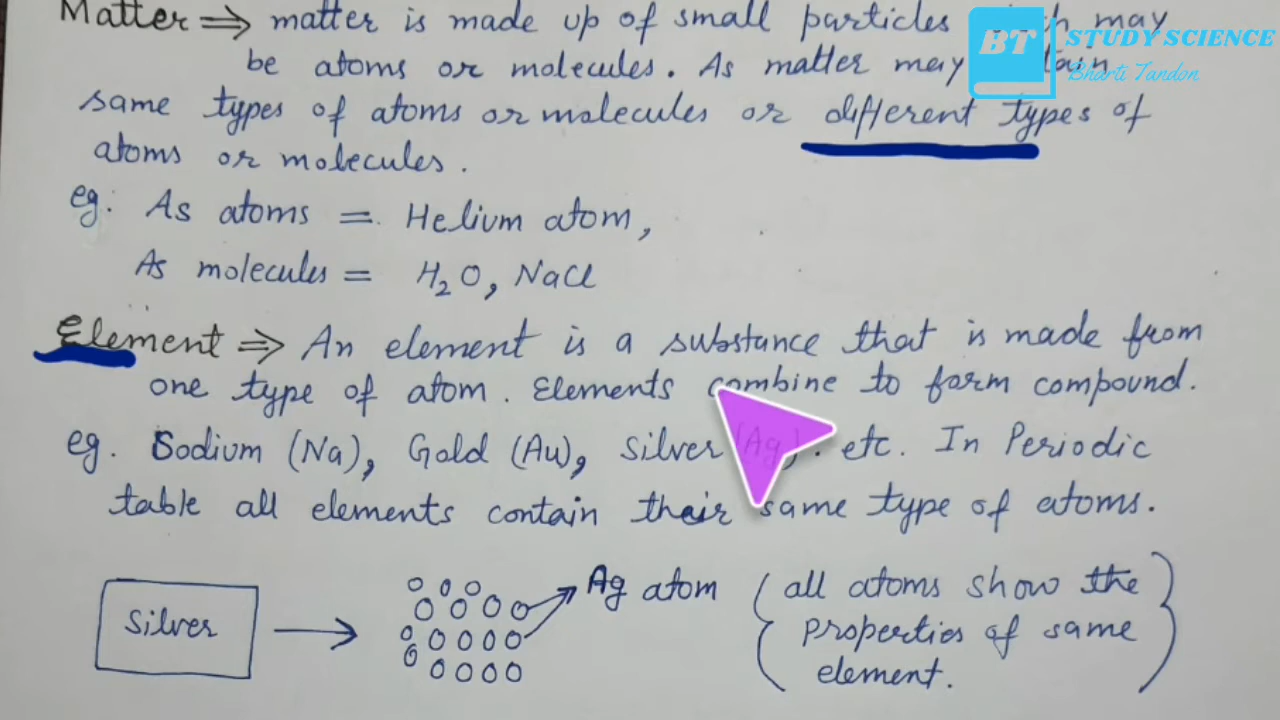 Matter ⇒ matter is made up of small particles may
be atoms or molecules. As matter may
same types of atoms or molecules or different types of
atoms or molecules.
eg: As atoms = Helium atom,
As molecules = H₂O, NaCl
Element ⇒ An element is a substance that is made from
one type of atom. Elements combine to form compound.
eg. Sodium (Na), Gold (Au), Silver (Ag). etc. In Periodic
table all elements contain their same type of atoms.
Silver → Ag atom (all atoms show the
properties of same
element.)
BT STUDY SCIENCE
Bharti Tandon